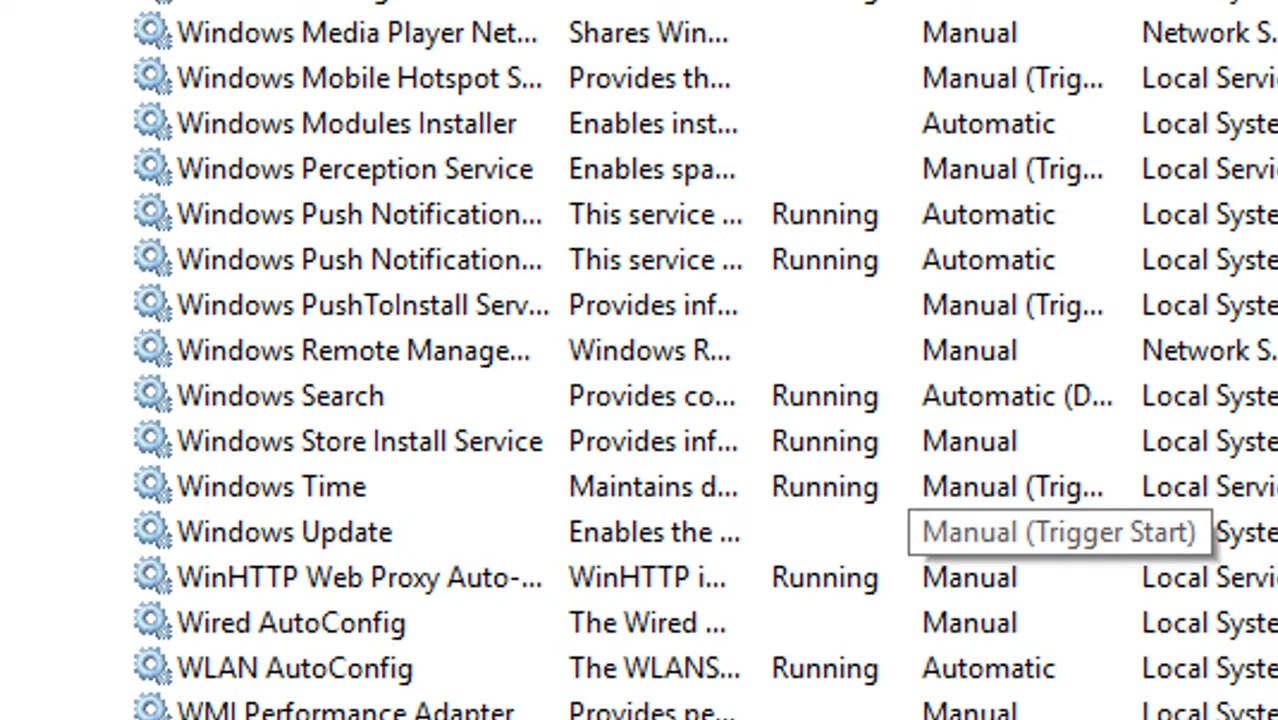 Windows Media Player Net... Shares Win... Manual Network S.
Windows Mobile Hotspot S... Provides th... Manual (Trig... Local Servi
Windows Modules Installer Enables inst... Automatic Local Syste
Windows Perception Service Enables spa... Manual (Trig... Local Servi
Windows Push Notification... This service ... Running Automatic Local Syste
Windows Push Notification... This service ... Running Automatic Local Syste
Windows PushToInstall Serv... Provides inf... Manual (Trig... Local Syste
Windows Remote Manage... Windows R... Manual Network S.
Windows Search Provides co... Running Automatic (D... Local Syste
Windows Store Install Service Provides inf... Running Manual Local Syste
Windows Time Maintains d... Running Manual (Trig... Local Servi
Windows Update Enables the ... Manual (Trigger Start) Syste
WinHTTP Web Proxy Auto-... WinHTTP i... Running Manual Local Servi
Wired AutoConfig The Wired ... Manual Local Syste
WLAN AutoConfig The WLANS... Running Automatic Local Syste
WMI Performance Adapter Provides pe... Manual Local Syste